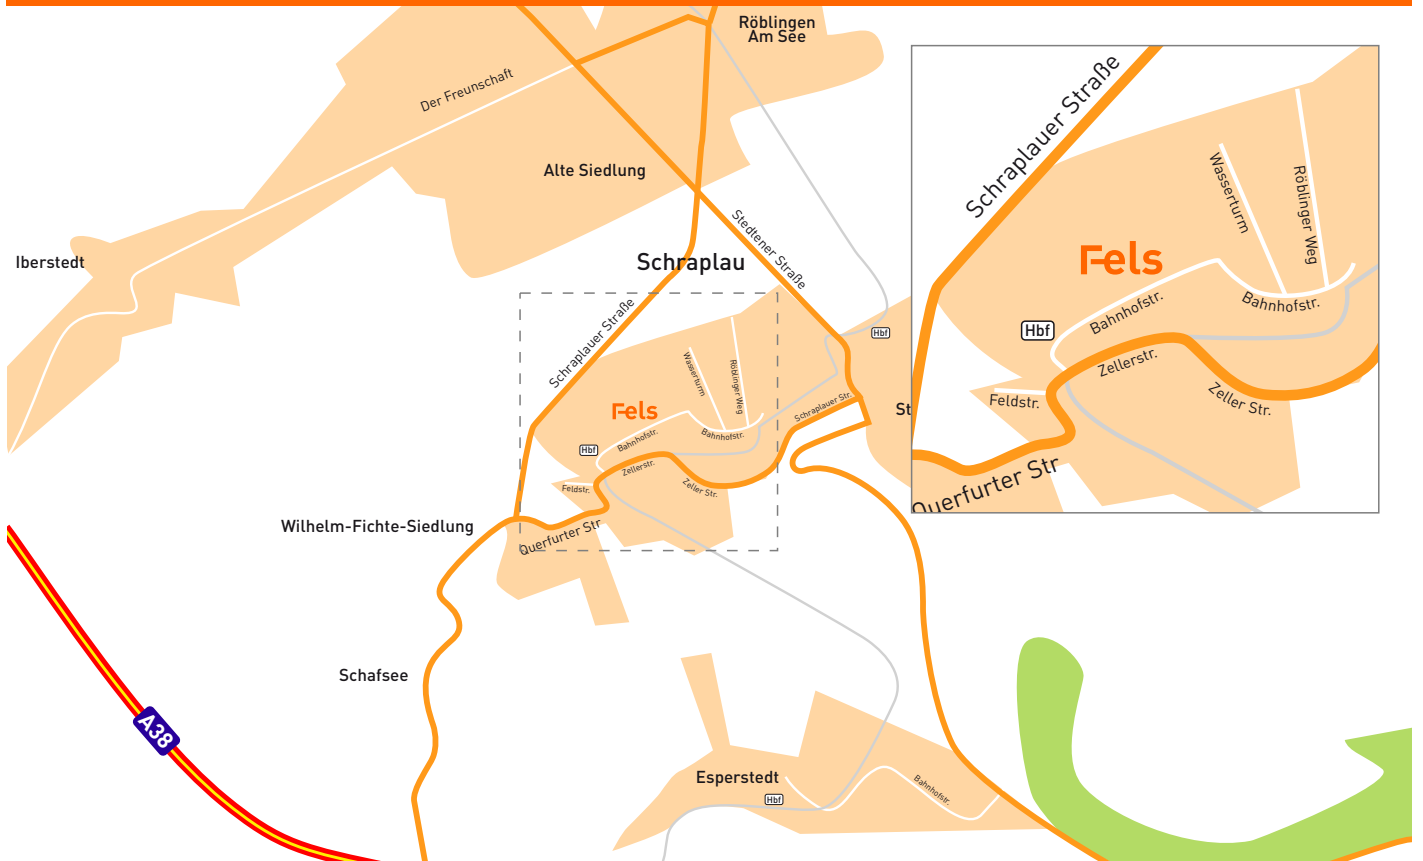 Röblingen
Am See
Der Freunschaft
Alte Siedlung
Iberstedt
Stedtener Straße
Schraplau
Schraplauer Straße
Hbf
Wasserturm
Röblinger Weg
Schraplauer Str.
Fels
St
Bahnhofstr.
Bahnhofstr.
Hbf
Zellerstr.
Zeller Str.
Feldstr.
Querfurter Str
Wilhelm-Fichte-Siedlung
Schafsee
A38
Esperstedt
Hbf
Bahnhofstr.
Schraplauer Straße
Wasserturm
Röblinger Weg
Fels
Bahnhofstr.
Bahnhofstr.
Hbf
Zellerstr.
Zeller Str.
Feldstr.
Querfurter Str